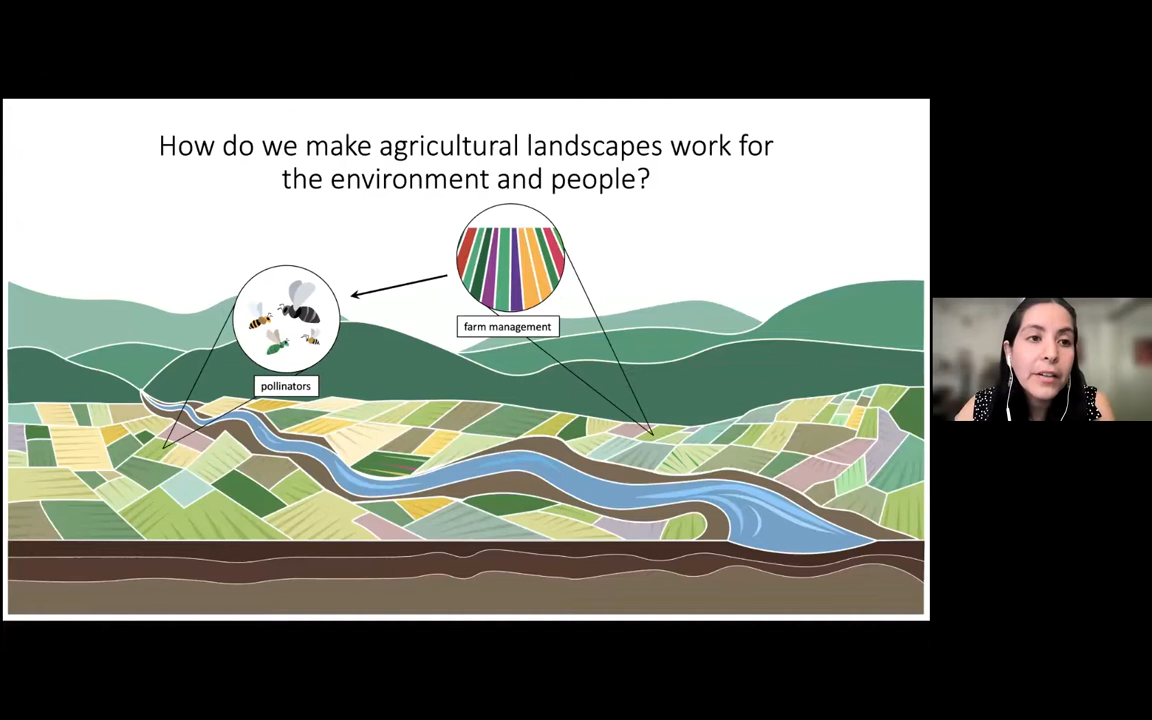 How do we make agricultural landscapes work for
the environment and people?
farm management
pollinators